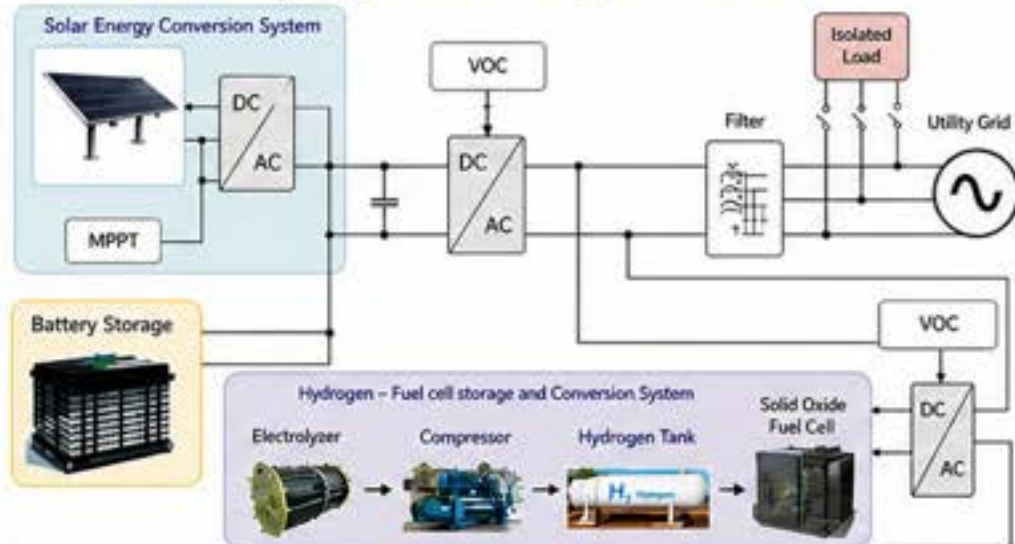 Solar Energy Conversion System
DC
AC
MPPT
VOC
DC
AC
Filter
Isolated
Load
Utility Grid
Battery Storage
VOC
DC
AC
Hydrogen – Fuel cell storage and Conversion System
Electrolyzer
Compressor
Hydrogen Tank
Solid Oxide
Fuel Cell
H₂